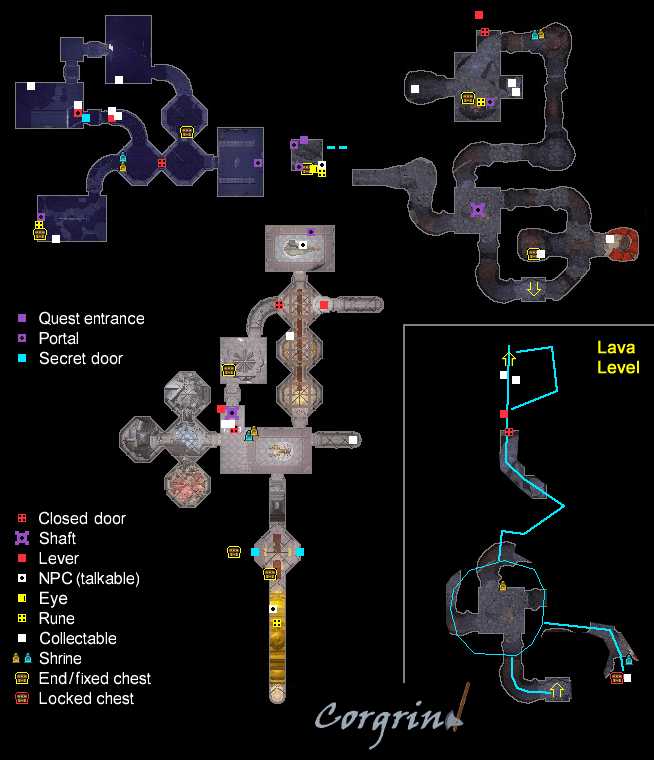 Quest entrance
Portal
Secret door
Lava
Level
Closed door
Shaft
Lever
NPC (talkable)
Eye
Rune
Collectable
Shrine
End/fixed chest
Locked chest
Corgrind